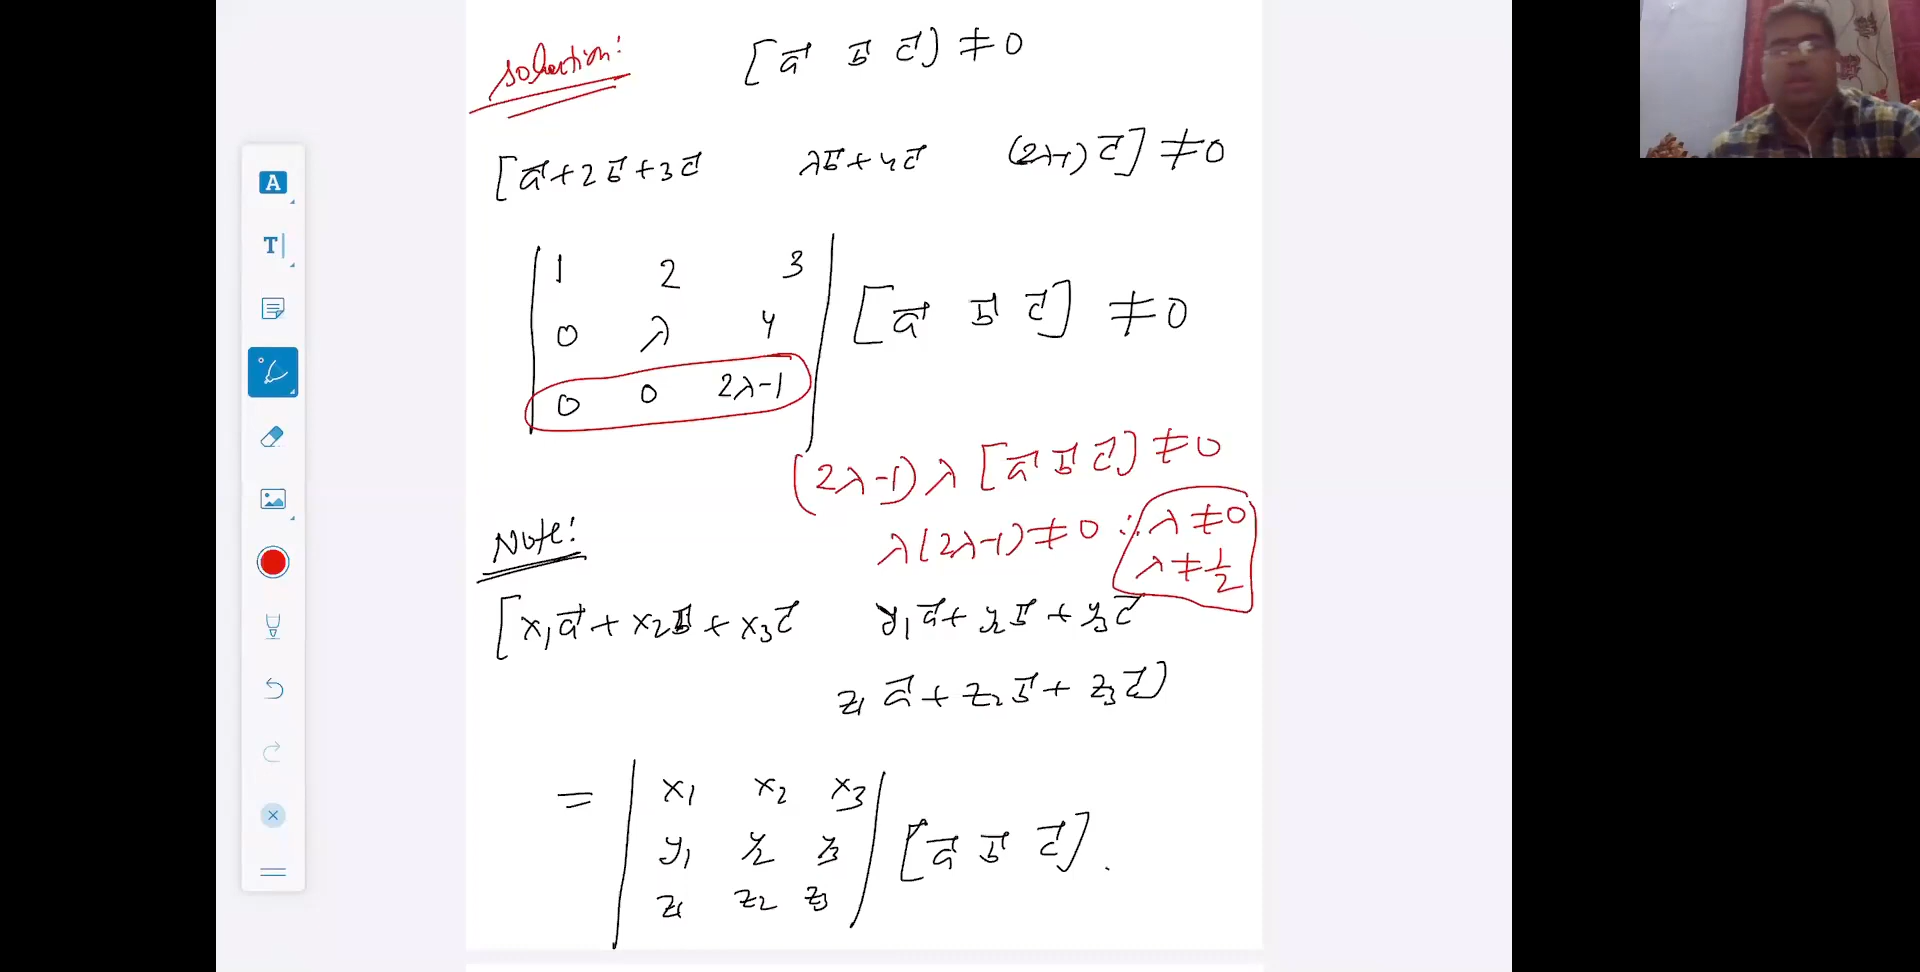 Solution:
[a⃗ b⃗ c⃗] ≠ 0
[a⃗+2b⃗+3c⃗ λb⃗+4c⃗ (2λ-1)c⃗] ≠ 0
| 1 2 3 |
| 0 λ 4 | [a⃗ b⃗ c⃗] ≠ 0
| 0 0 2λ-1 |
(2λ-1)λ [a⃗ b⃗ c⃗] ≠ 0
λ(2λ-1) ≠ 0 ∴ λ ≠ 0
λ ≠ 1/2
Note:
[x₁a⃗ + x₂b⃗ + x₃c⃗ y₁a⃗ + y₂b⃗ + y₃c⃗
z₁a⃗ + z₂b⃗ + z₃c⃗]
= | x₁ x₂ x₃ |
| y₁ y₂ y₃ | [a⃗ b⃗ c⃗].
| z₁ z₂ z₃ |
A
T